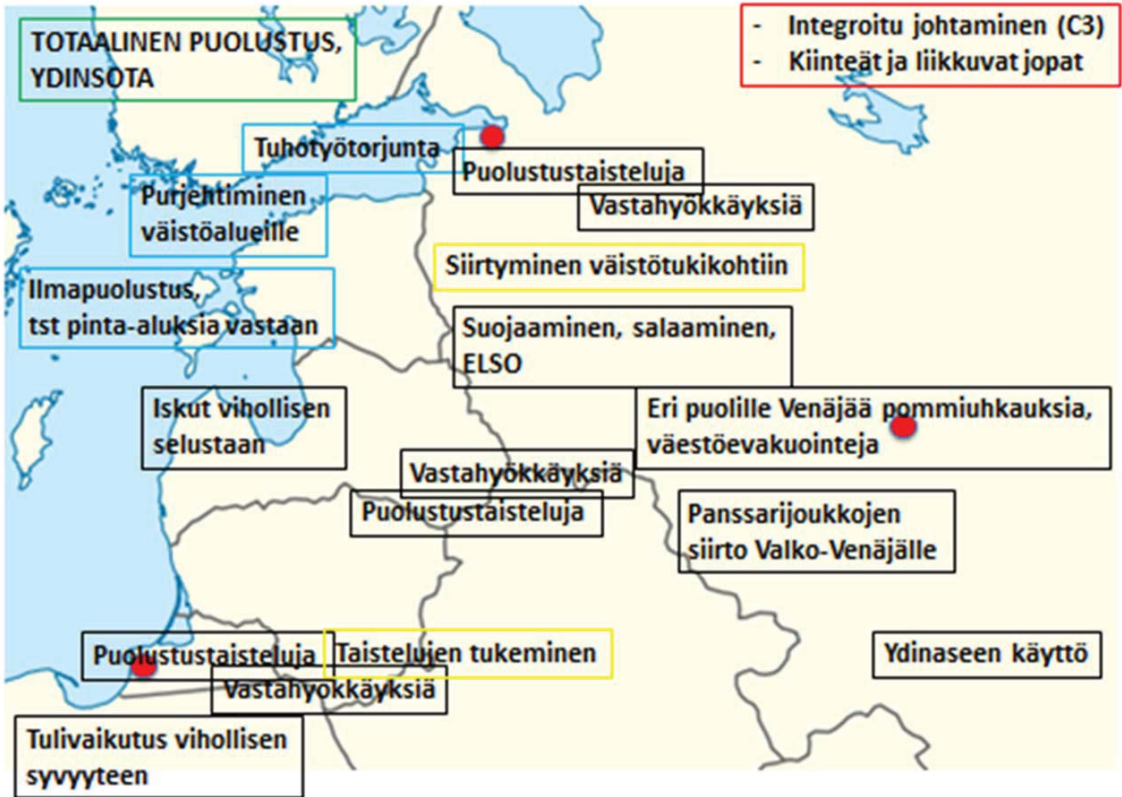 TOTAALINEN PUOLUSTUS,
YDINSOTA
- Integroitu johtaminen (C3)
- Kiinteät ja liikkuvat jopat
Tuhotyötorjunta
Puolustustaisteluja
Purjehtiminen
väistöalueille
Vastahyökkäyksiä
Siirtyminen väistötukikohtiin
Ilmapuolustus,
tst pinta-aluksia vastaan
Suojaaminen, salaaminen,
ELSO
Iskut vihollisen
selustaan
Eri puolille Venäjää pommiuhkauksia,
väestöevakuointeja
Vastahyökkäyksiä
Puolustustaisteluja
Panssarijoukkojen
siirto Valko-Venäjälle
Puolustustaisteluja
Taistelujen tukeminen
Ydinaseen käyttö
Vastahyökkäyksiä
Tulivaikutus vihollisen
syvyyteen